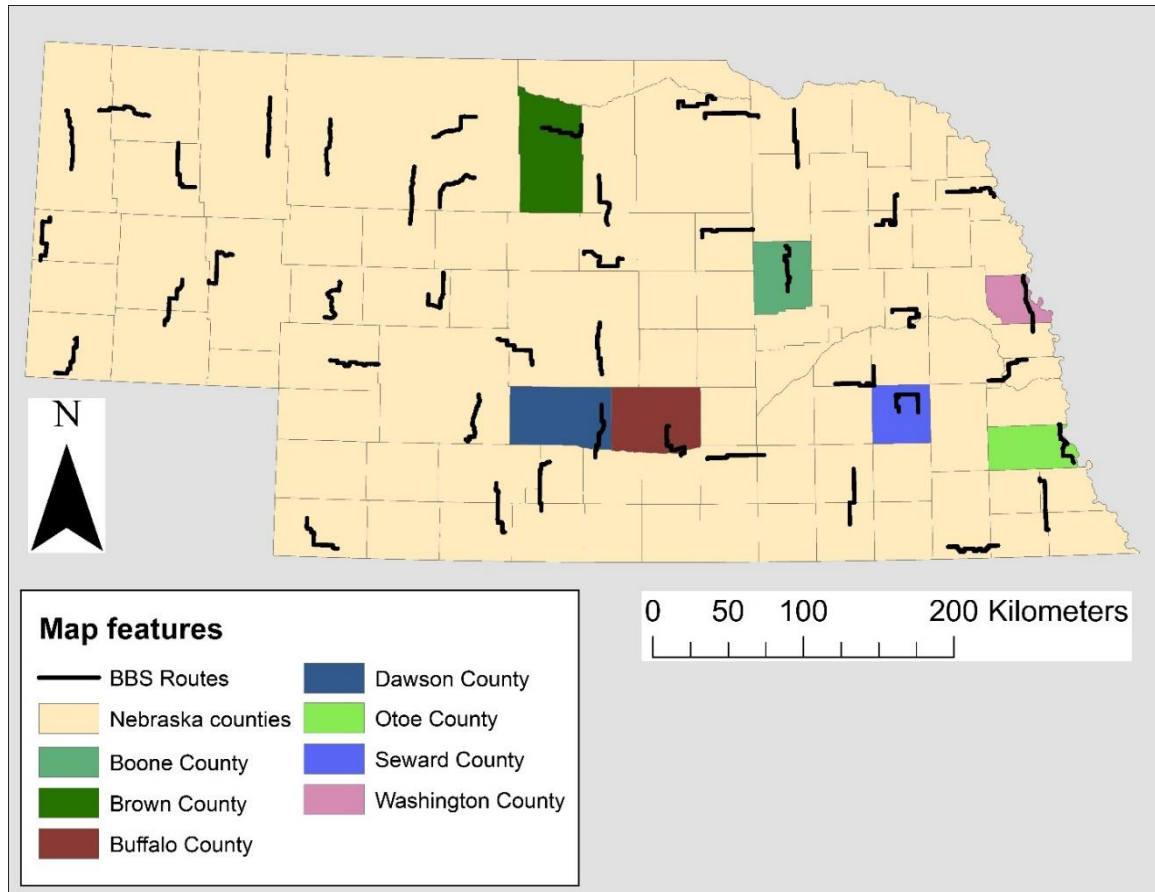 N
0 50 100 200 Kilometers
Map features
BBS Routes
Nebraska counties
Boone County
Brown County
Buffalo County
Dawson County
Otoe County
Seward County
Washington County